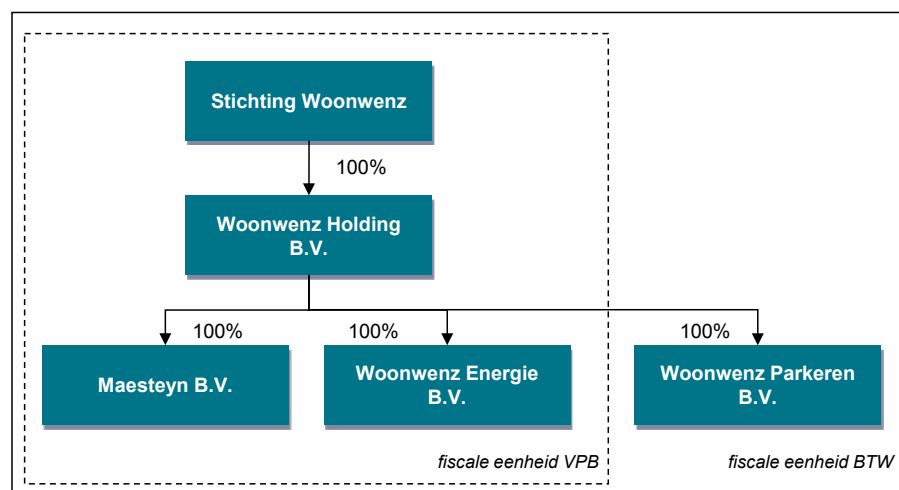 Stichting Woonwenz
100%
Woonwenz Holding
B.V.
100%
100%
100%
Maesteyn B.V.
Woonwenz Energie
B.V.
Woonwenz Parkeren
B.V.
fiscale eenheid VPB
fiscale eenheid BTW